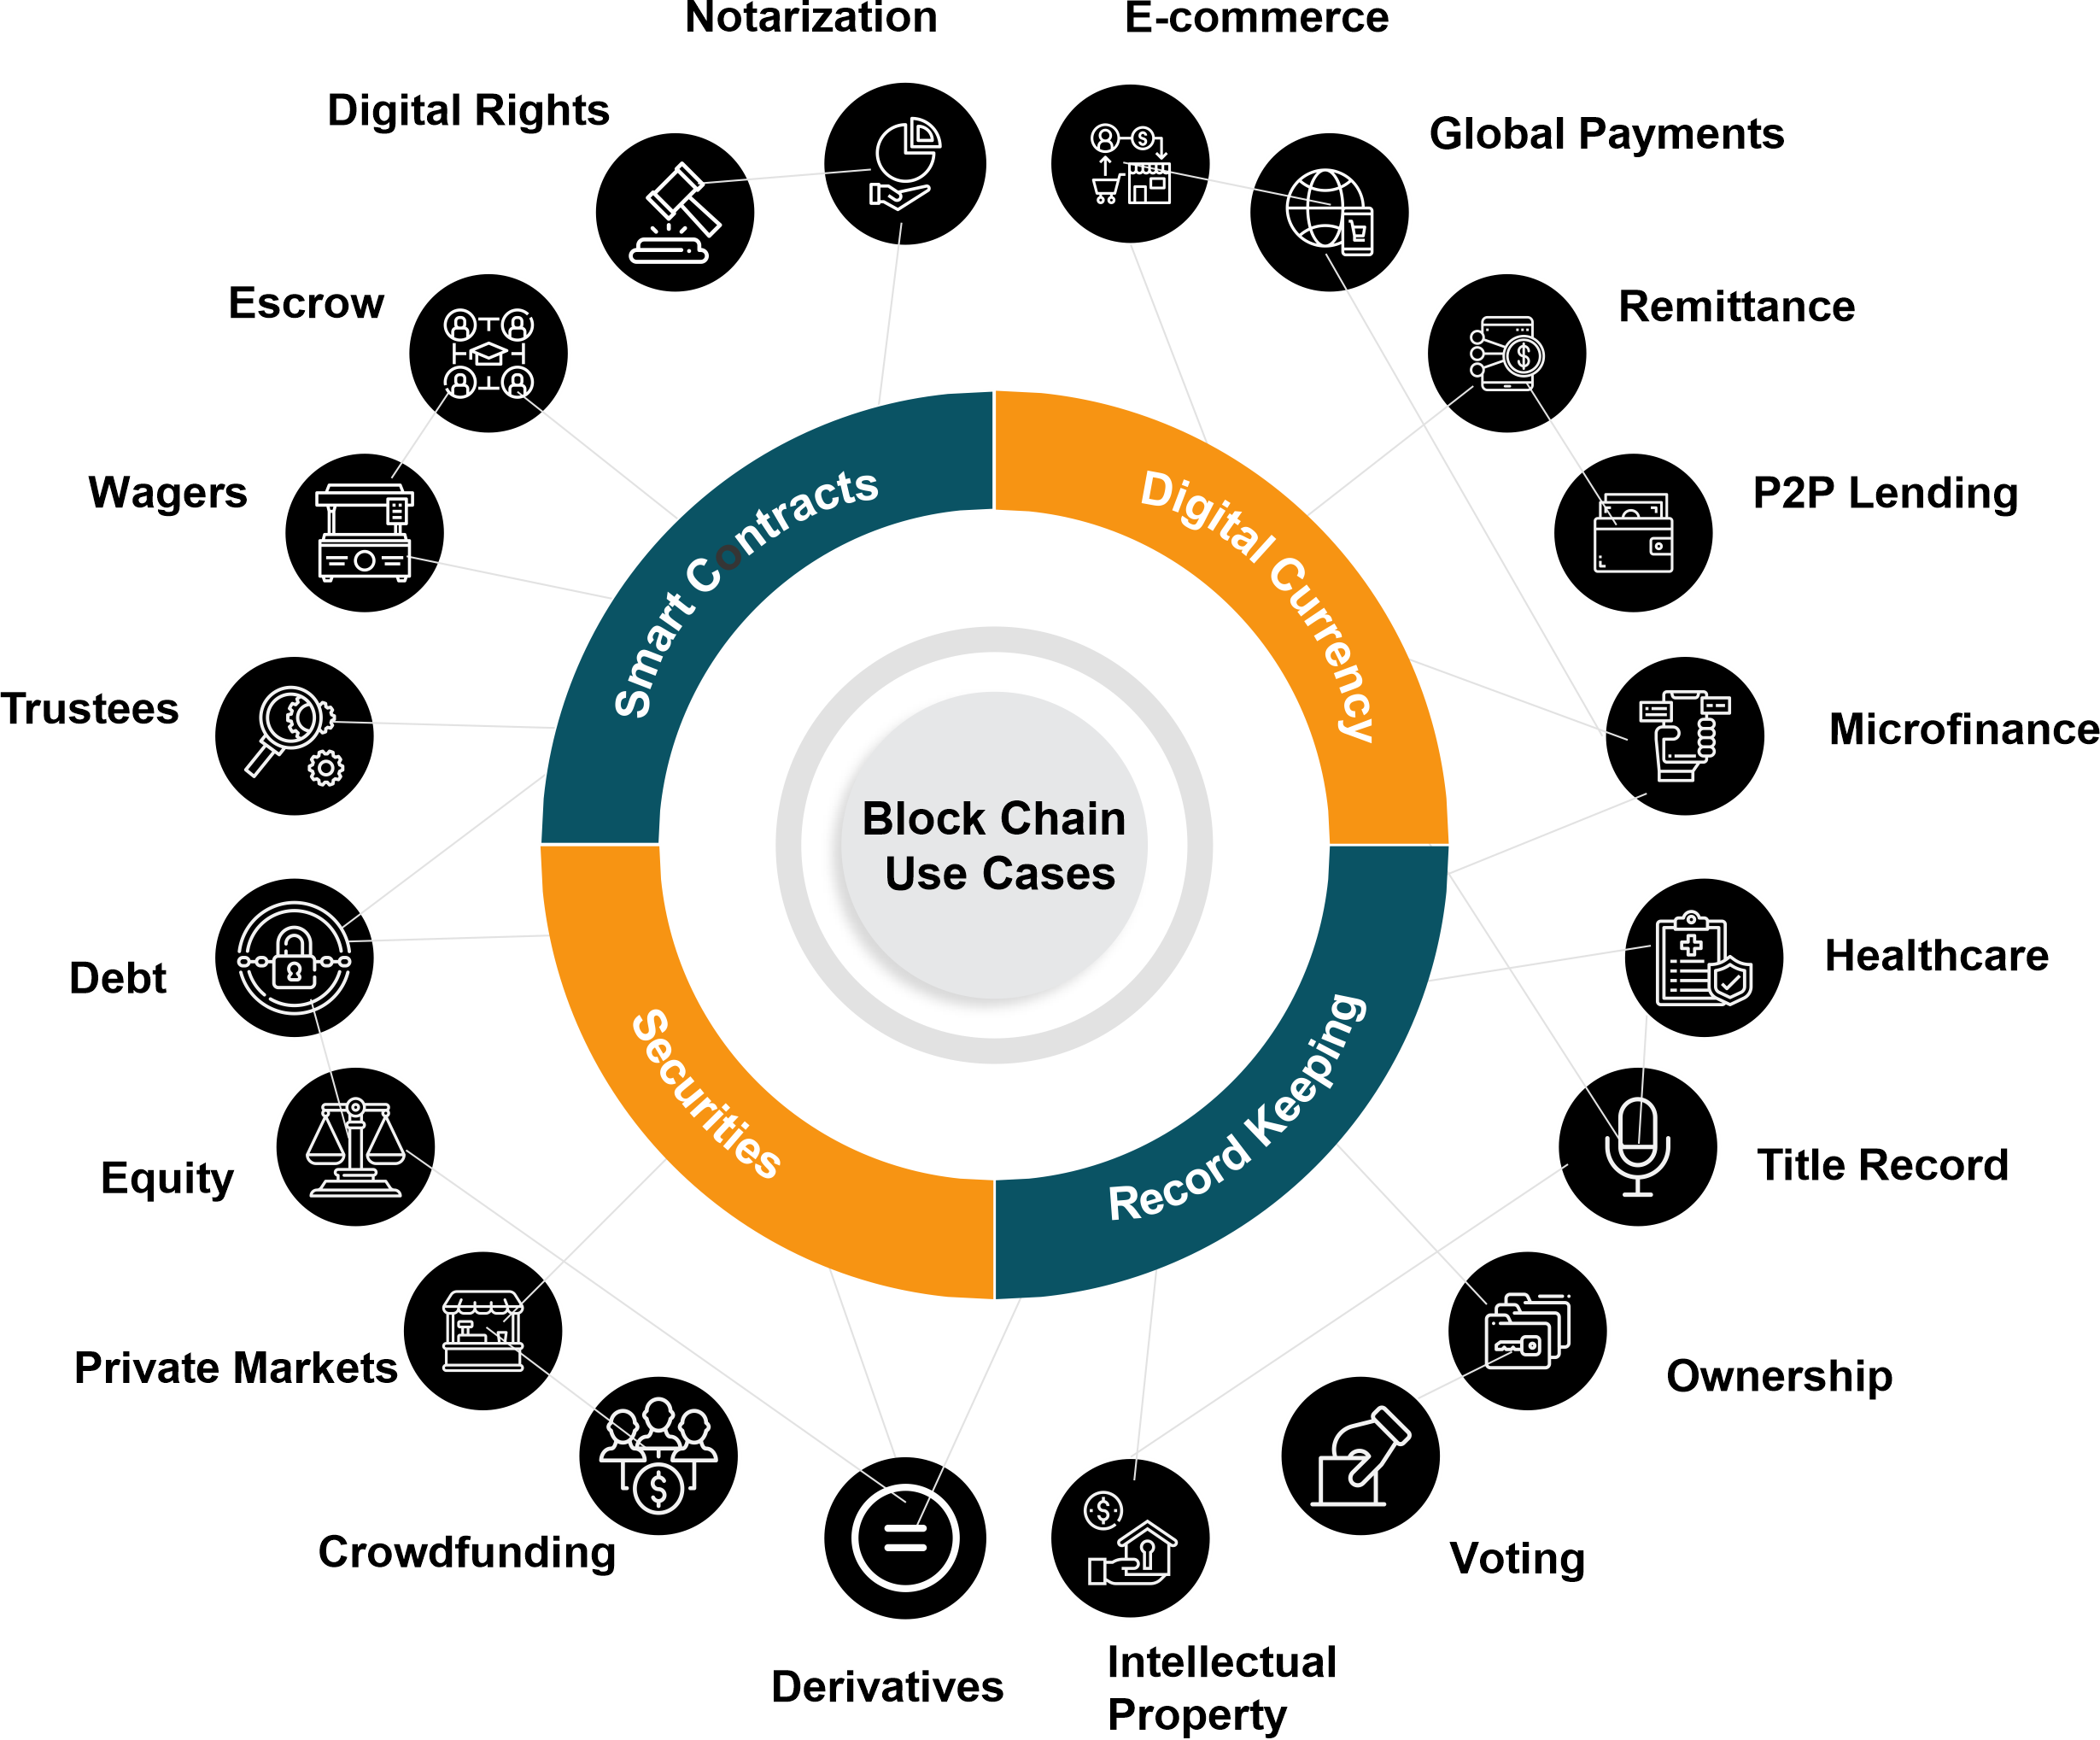 Notarization
E-commerce
Digital Rights
Global Payments
Escrow
Remittance
Wagers
P2P Lending
Smart Contracts
Digital Currency
Trustees
Microfinance
Block Chain
Use Cases
Debt
Healthcare
Securities
Record Keeping
Equity
Title Record
Private Markets
Ownership
Crowdfunding
Voting
Derivatives
Intellectual
Property